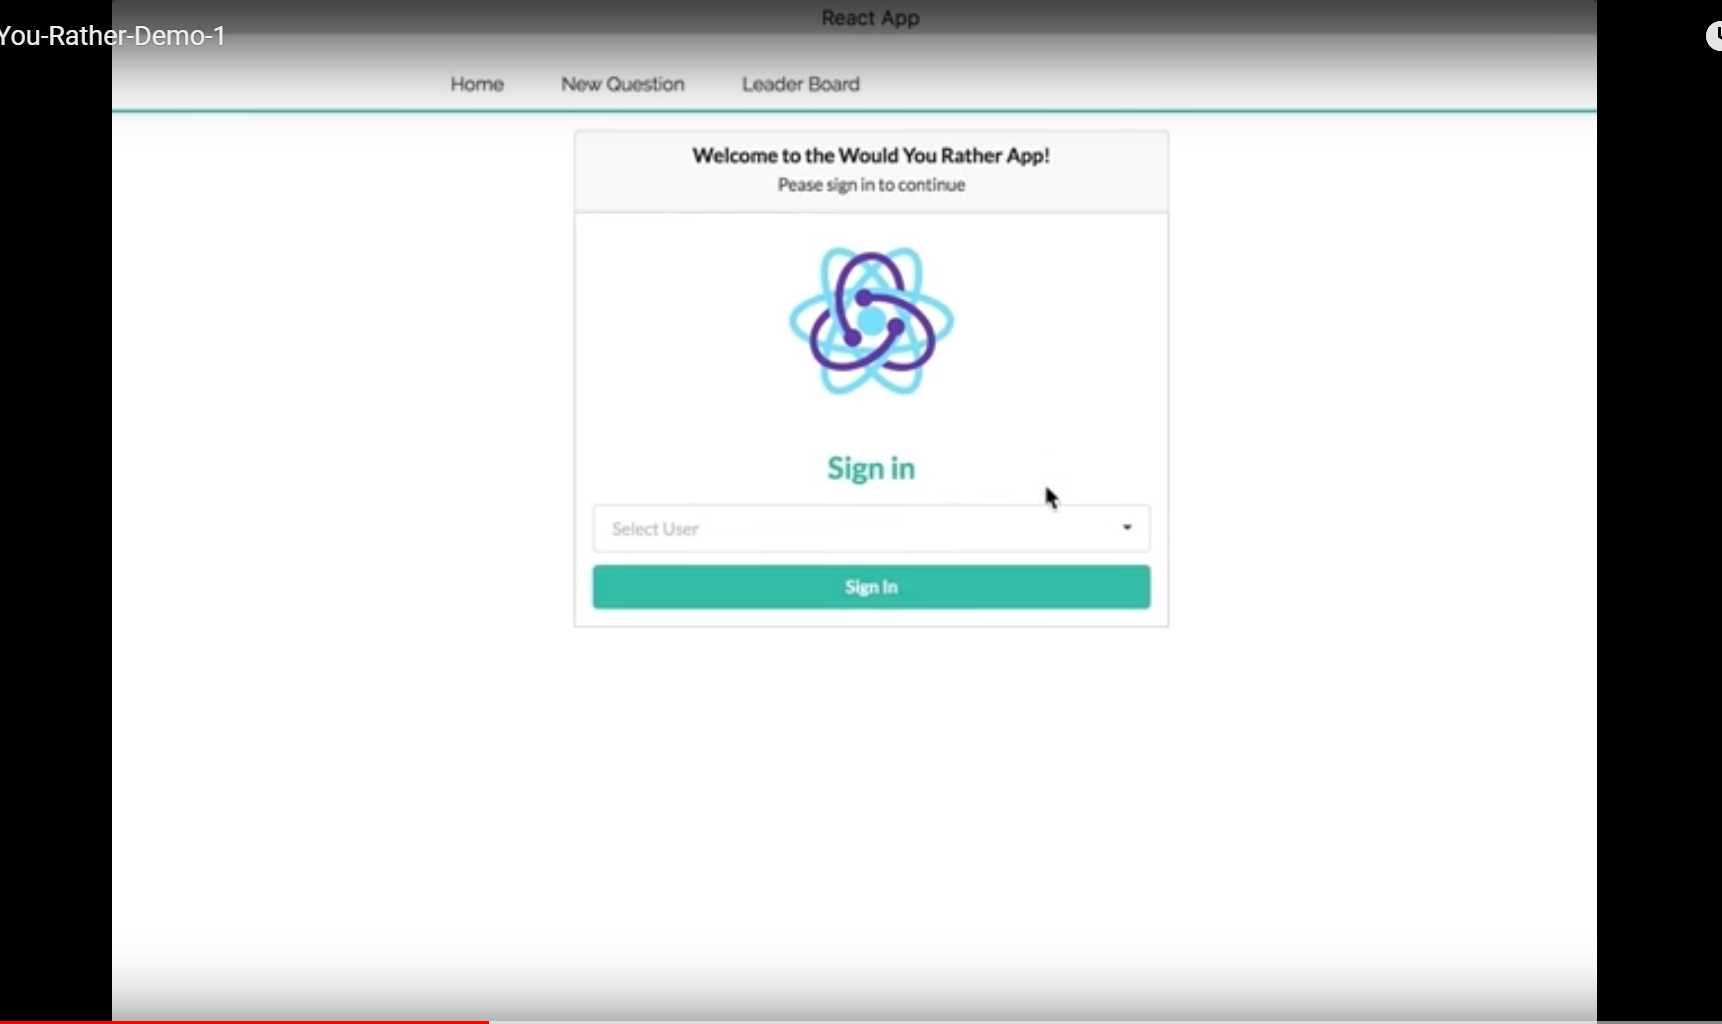 React App
You-Rather-Demo-1
Home New Question Leader Board
Welcome to the Would You Rather App!
Pease sign in to continue
Sign in
Select User
Sign In